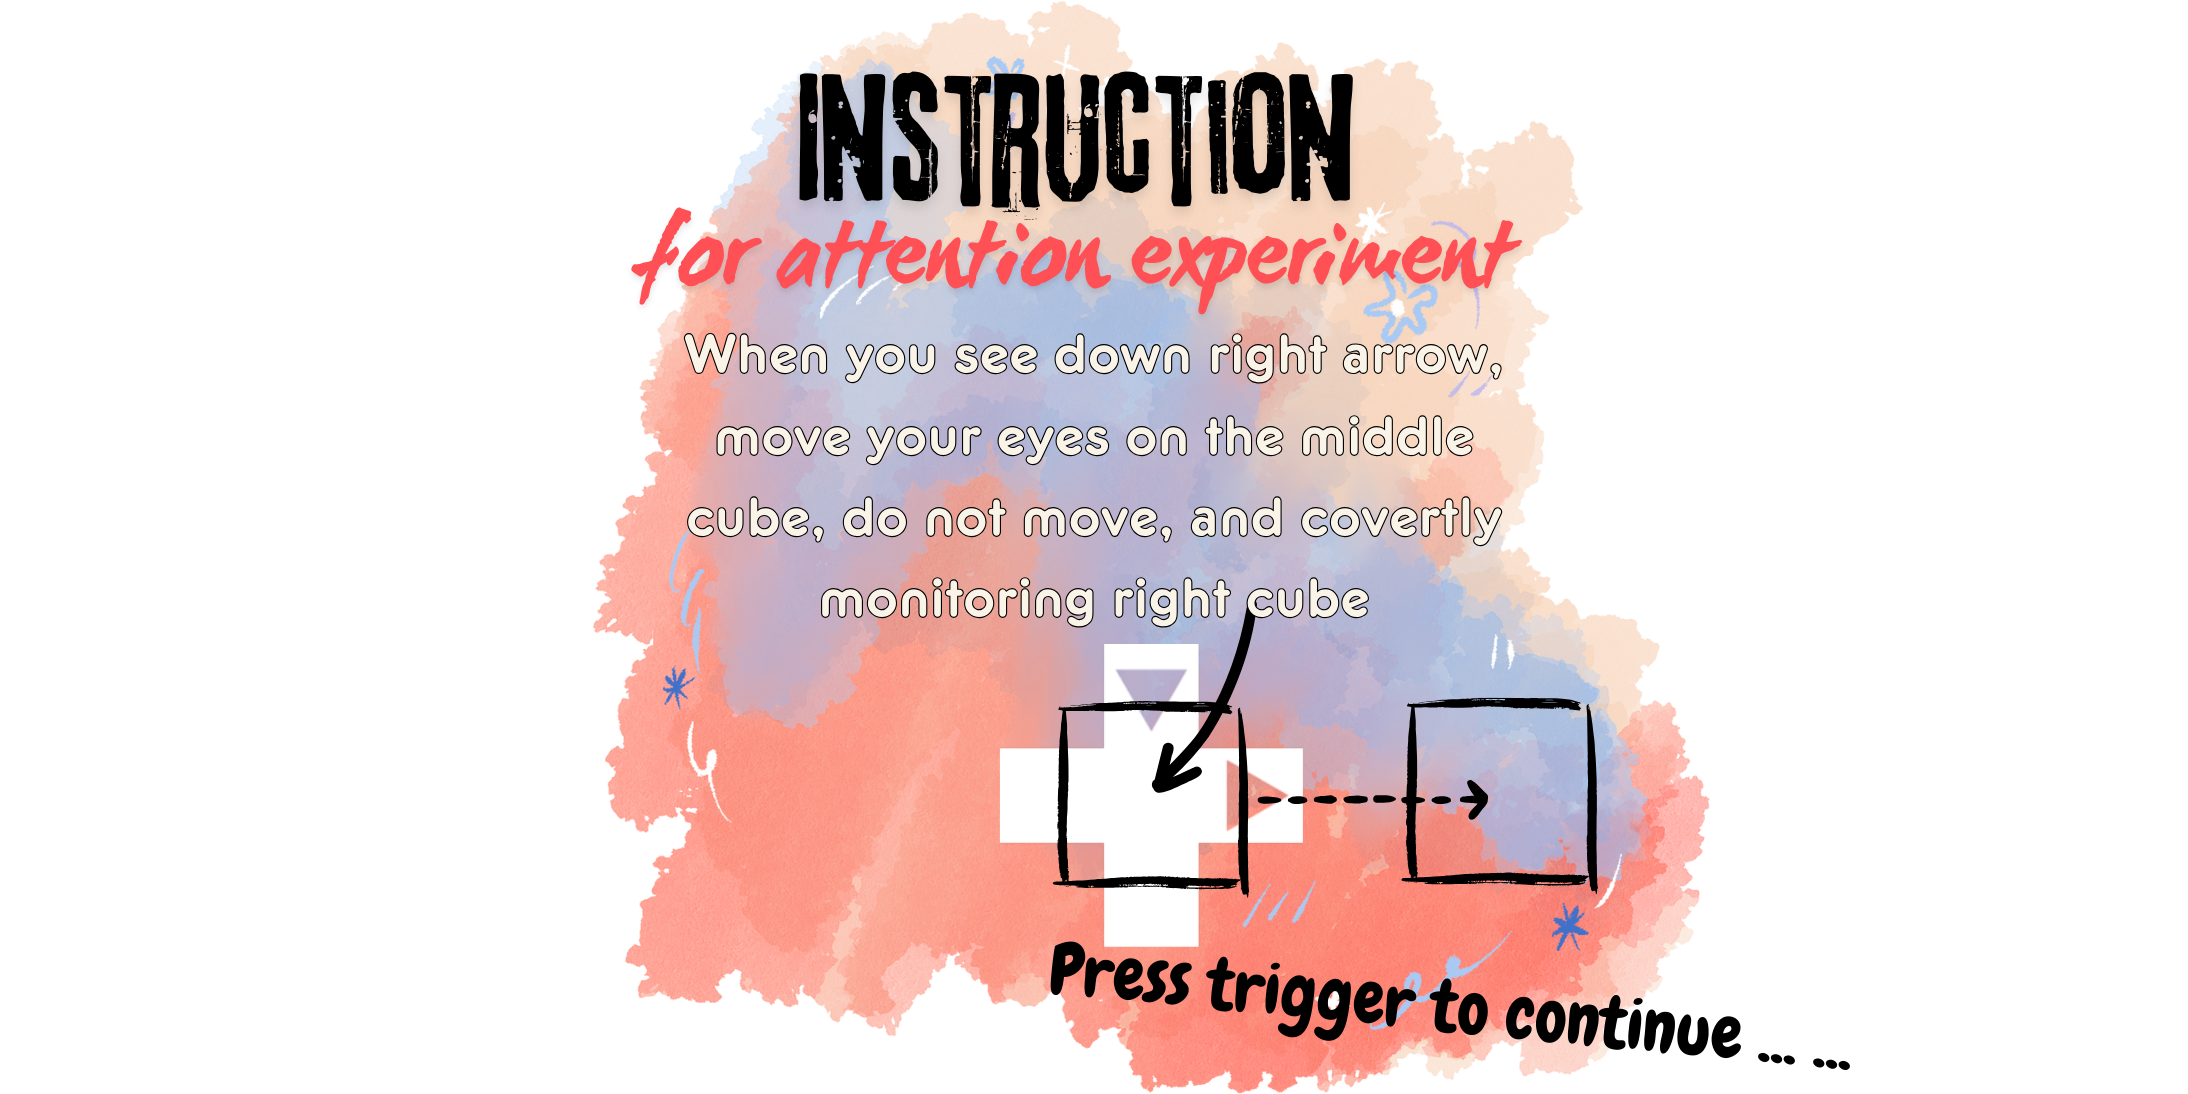 INSTRUCTION
for attention experiment
When you see down right arrow,
move your eyes on the middle
cube, do not move, and covertly
monitoring right cube
Press trigger to continue ... ...